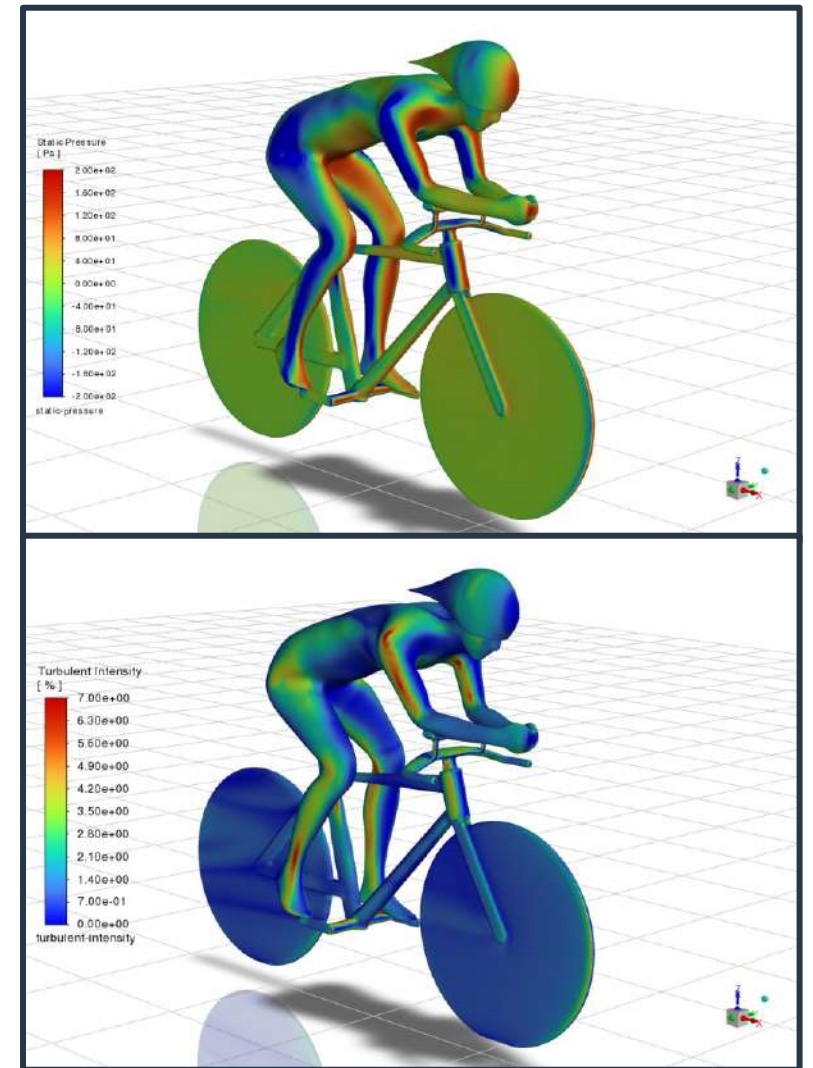 Static Pressure
[ Pa ]
2.00e+02
1.60e+02
1.20e+02
8.00e+01
4.00e+01
0.00e+00
-4.00e+01
-8.00e+01
-1.20e+02
-1.60e+02
-2.00e+02
static-pressure
Z
X
Turbulent Intensity
[ % ]
7.00e+00
6.30e+00
5.60e+00
4.90e+00
4.20e+00
3.50e+00
2.80e+00
2.10e+00
1.40e+00
7.00e-01
0.00e+00
turbulent-intensity
Z
X